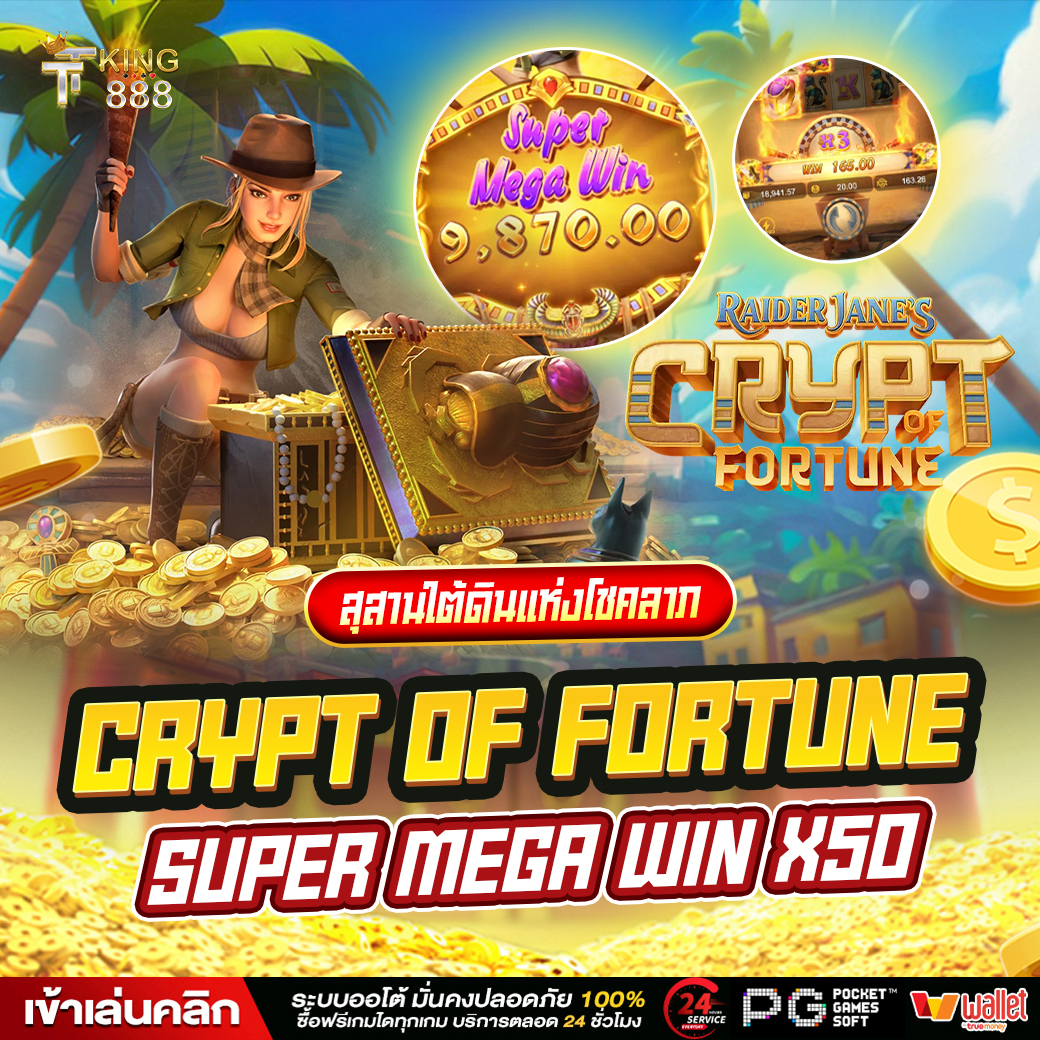 KING
888
Super
Mega Win
9,870.00
x3
WIN 165.00
18,941.57
20.00
163.26
RAIDER JANE'S
CRYPT
OF
FORTUNE
สุสานใต้ดินแห่งโชคลาภ
CRYPT OF FORTUNE
SUPER MEGA WIN X50
เข้าเล่นคลิก
ระบบออโต้ มั่นคงปลอดภัย 100%
ซื้อฟรีเกมได้ทุกเกม บริการตลอด 24 ชั่วโมง
24 HOURS
SERVICE
EVERYDAY
PG
POCKET™
GAMES
SOFT
wallet
by truemoney